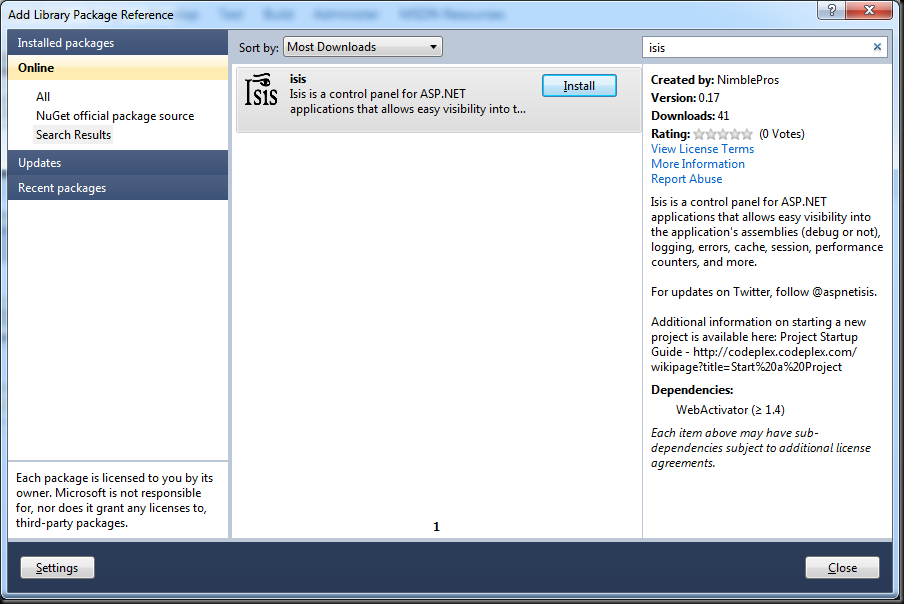 Add Library Package Reference
Test Build Administer MSDN Resources
?
Installed packages
Online
All
NuGet official package source
Search Results
Updates
Recent packages
Each package is licensed to you by its
owner. Microsoft is not responsible
for, nor does it grant any licenses to,
third-party packages.
Settings
Sort by: Most Downloads
Isis
isis
Isis is a control panel for ASP.NET
applications that allows easy visibility into t...
Install
1
isis
Created by: NimblePros
Version: 0.17
Downloads: 41
Rating: (0 Votes)
View License Terms
More Information
Report Abuse
Isis is a control panel for ASP.NET
applications that allows easy visibility into
the application's assemblies (debug or not),
logging, errors, cache, session, performance
counters, and more.
For updates on Twitter, follow @aspnetisis.
Additional information on starting a new
project is available here: Project Startup
Guide - http://codeplex.codeplex.com/
wikipage?title=Start%20a%20Project
Dependencies:
WebActivator (≥ 1.4)
Each item above may have sub-
dependencies subject to additional license
agreements.
Close